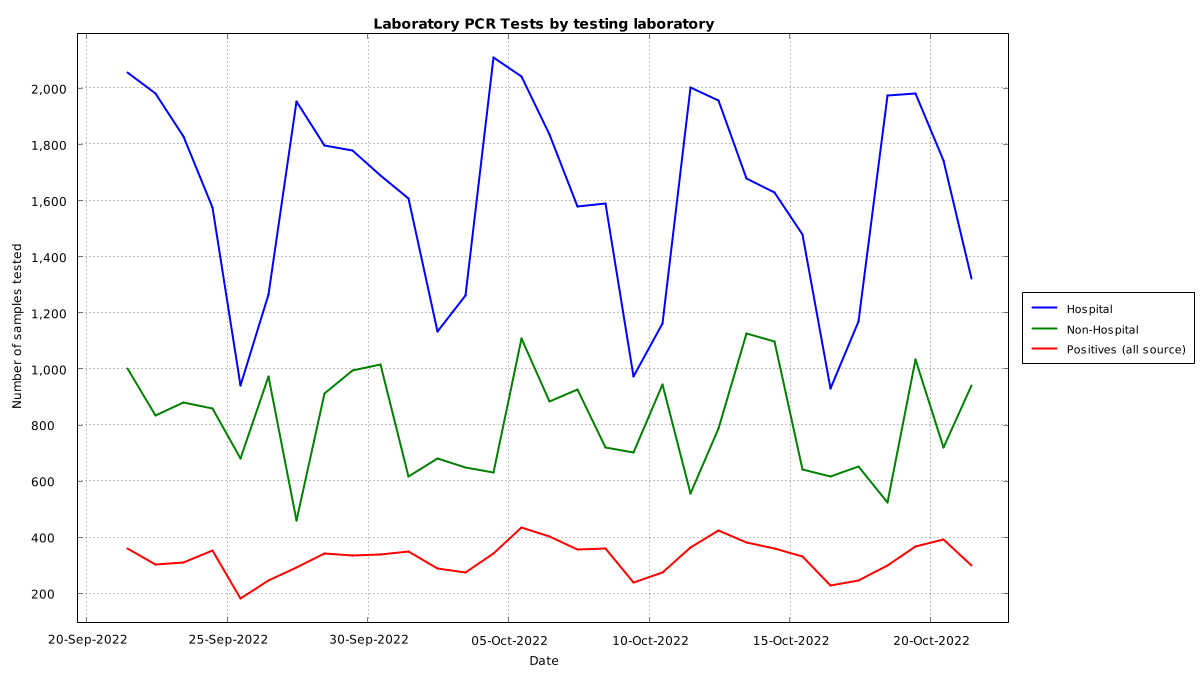 Laboratory PCR Tests by testing laboratory
2,000
1,800
1,600
1,400
1,200
1,000
800
600
400
200
Number of samples tested
20-Sep-2022
25-Sep-2022
30-Sep-2022
05-Oct-2022
10-Oct-2022
15-Oct-2022
20-Oct-2022
Date
Hospital
Non-Hospital
Positives (all source)